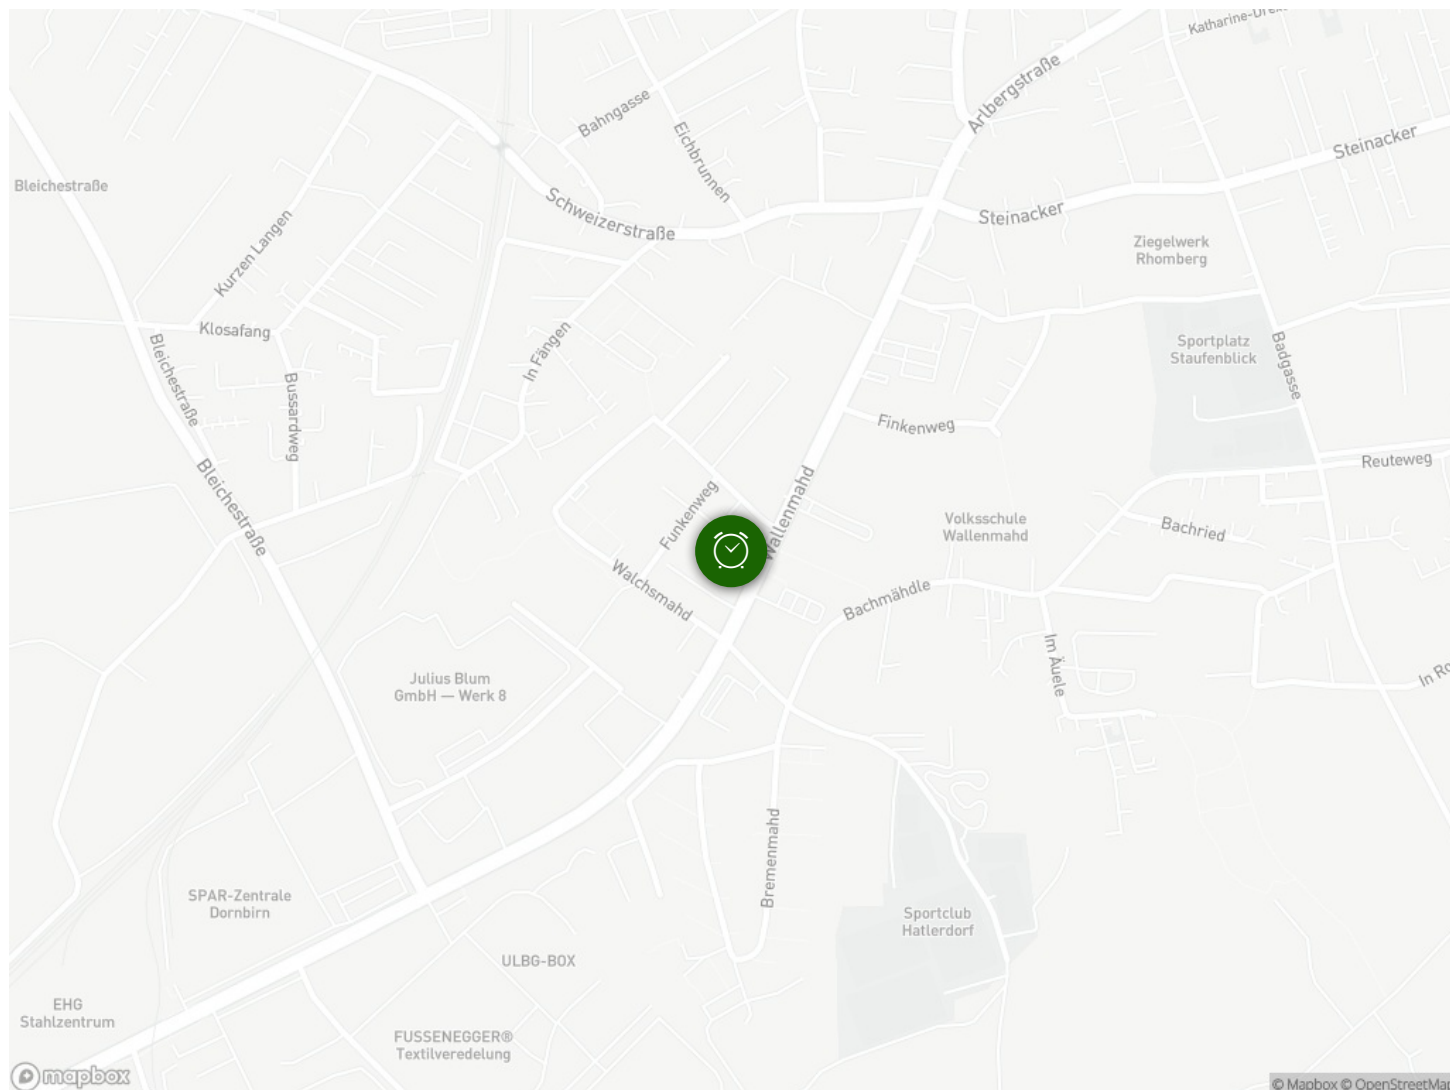 Katharine-Drex
Arlbergstraße
Bahngasse
Eichbrunnen
Steinacker
Bleichestraße
Schweizerstraße
Steinacker
Kurzen Langen
Ziegelwerk
Rhomberg
Klosafang
Bleichestraße
In Fängen
Sportplatz
Staufenblick
Badgasse
Bussardweg
Finkenweg
Reuteweg
Bleichestraße
Funkenweg
Wallenmahd
Volksschule
Wallenmahd
Bachried
Walchsmahd
Bachmähdle
Im Äuele
In Ro
Julius Blum
GmbH — Werk 8
Bremenmahd
SPAR-Zentrale
Dornbirn
Sportclub
Hatlerdorf
ULBG-BOX
EHG
Stahlzentrum
FUSSENEGGER®
Textilveredelung
mapbox
© Mapbox © OpenStreetMap